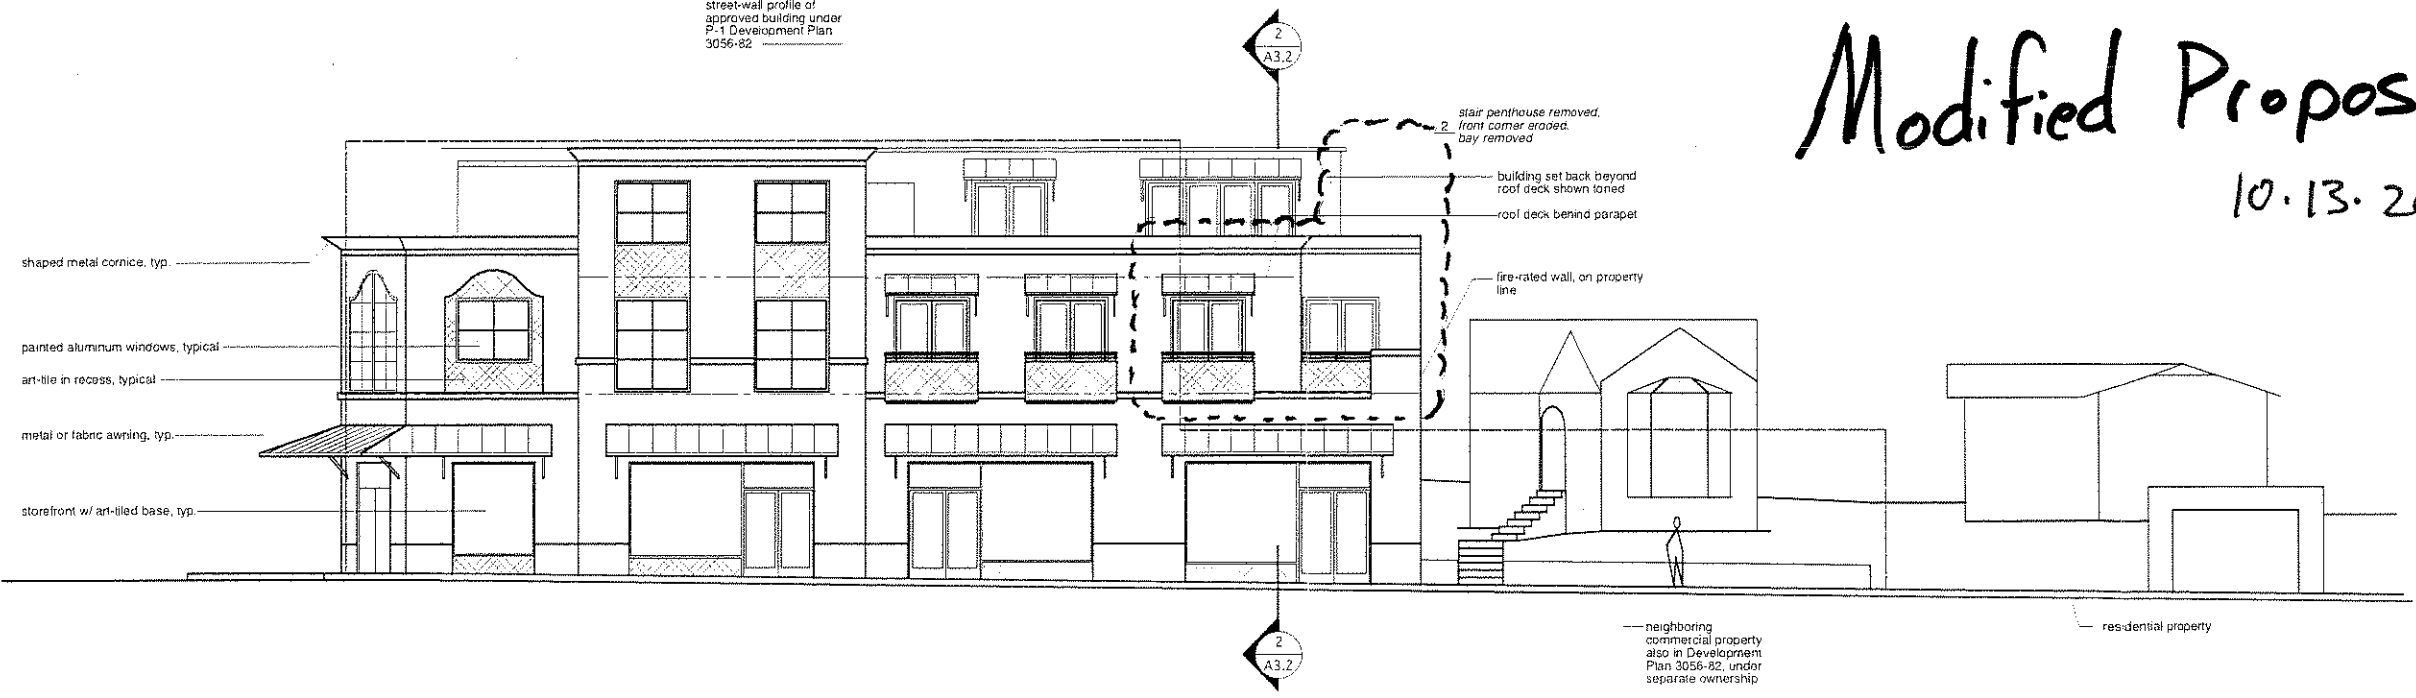 street-wall profile of
approved building under
P-1 Development Plan
3056-82
2
A3.2
Modified Propos
10.13.2
2
stair penthouse removed,
front corner eroded,
bay removed
building set back beyond
roof deck shown toned
roof deck behind parapet
shaped metal cornice, typ.
fire-rated wall, on property
line
painted aluminum windows, typical
art-tile in recess, typical
metal or fabric awning, typ.
storefront w/ art-tiled base, typ.
neighboring
commercial property
also in Development
Plan 3056-82, under
separate ownership
residential property
2
A3.2